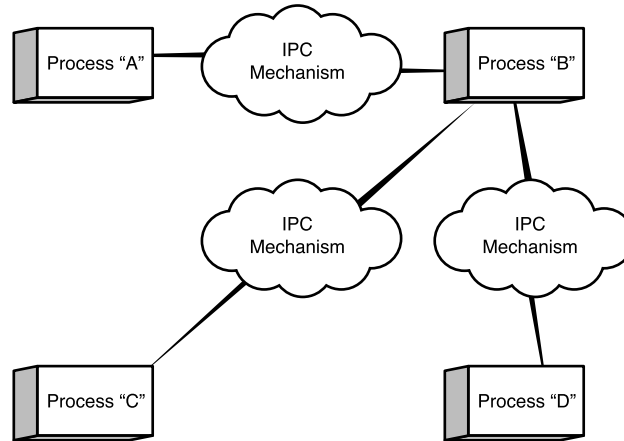 Process “A”
IPC
Mechanism
Process “B”
IPC
Mechanism
IPC
Mechanism
Process “C”
Process “D”